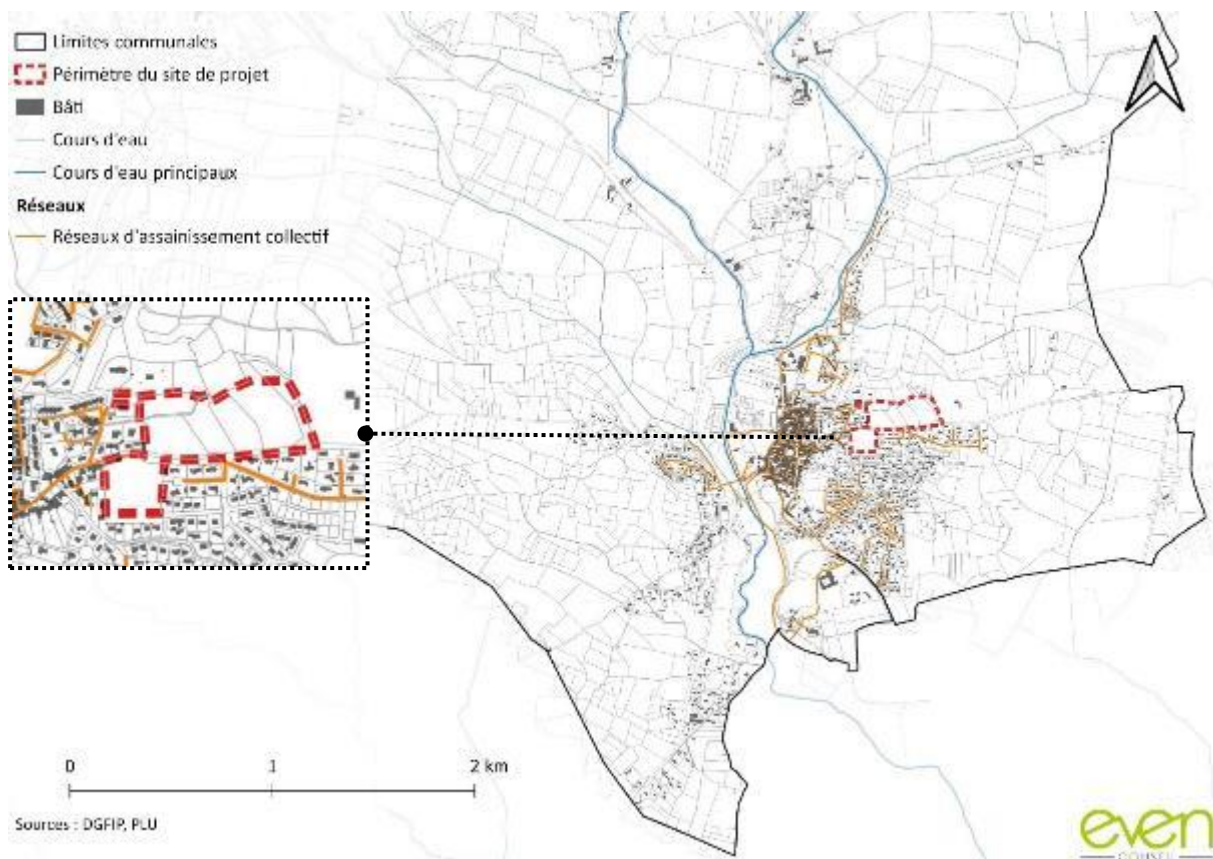 Limites communales
Périmètre du site de projet
Bâti
Cours d'eau
Cours d'eau principaux
Réseaux
Réseaux d'assainissement collectif
0 1 2 km
Sources : DGFIP, PLU
even
CONSEIL